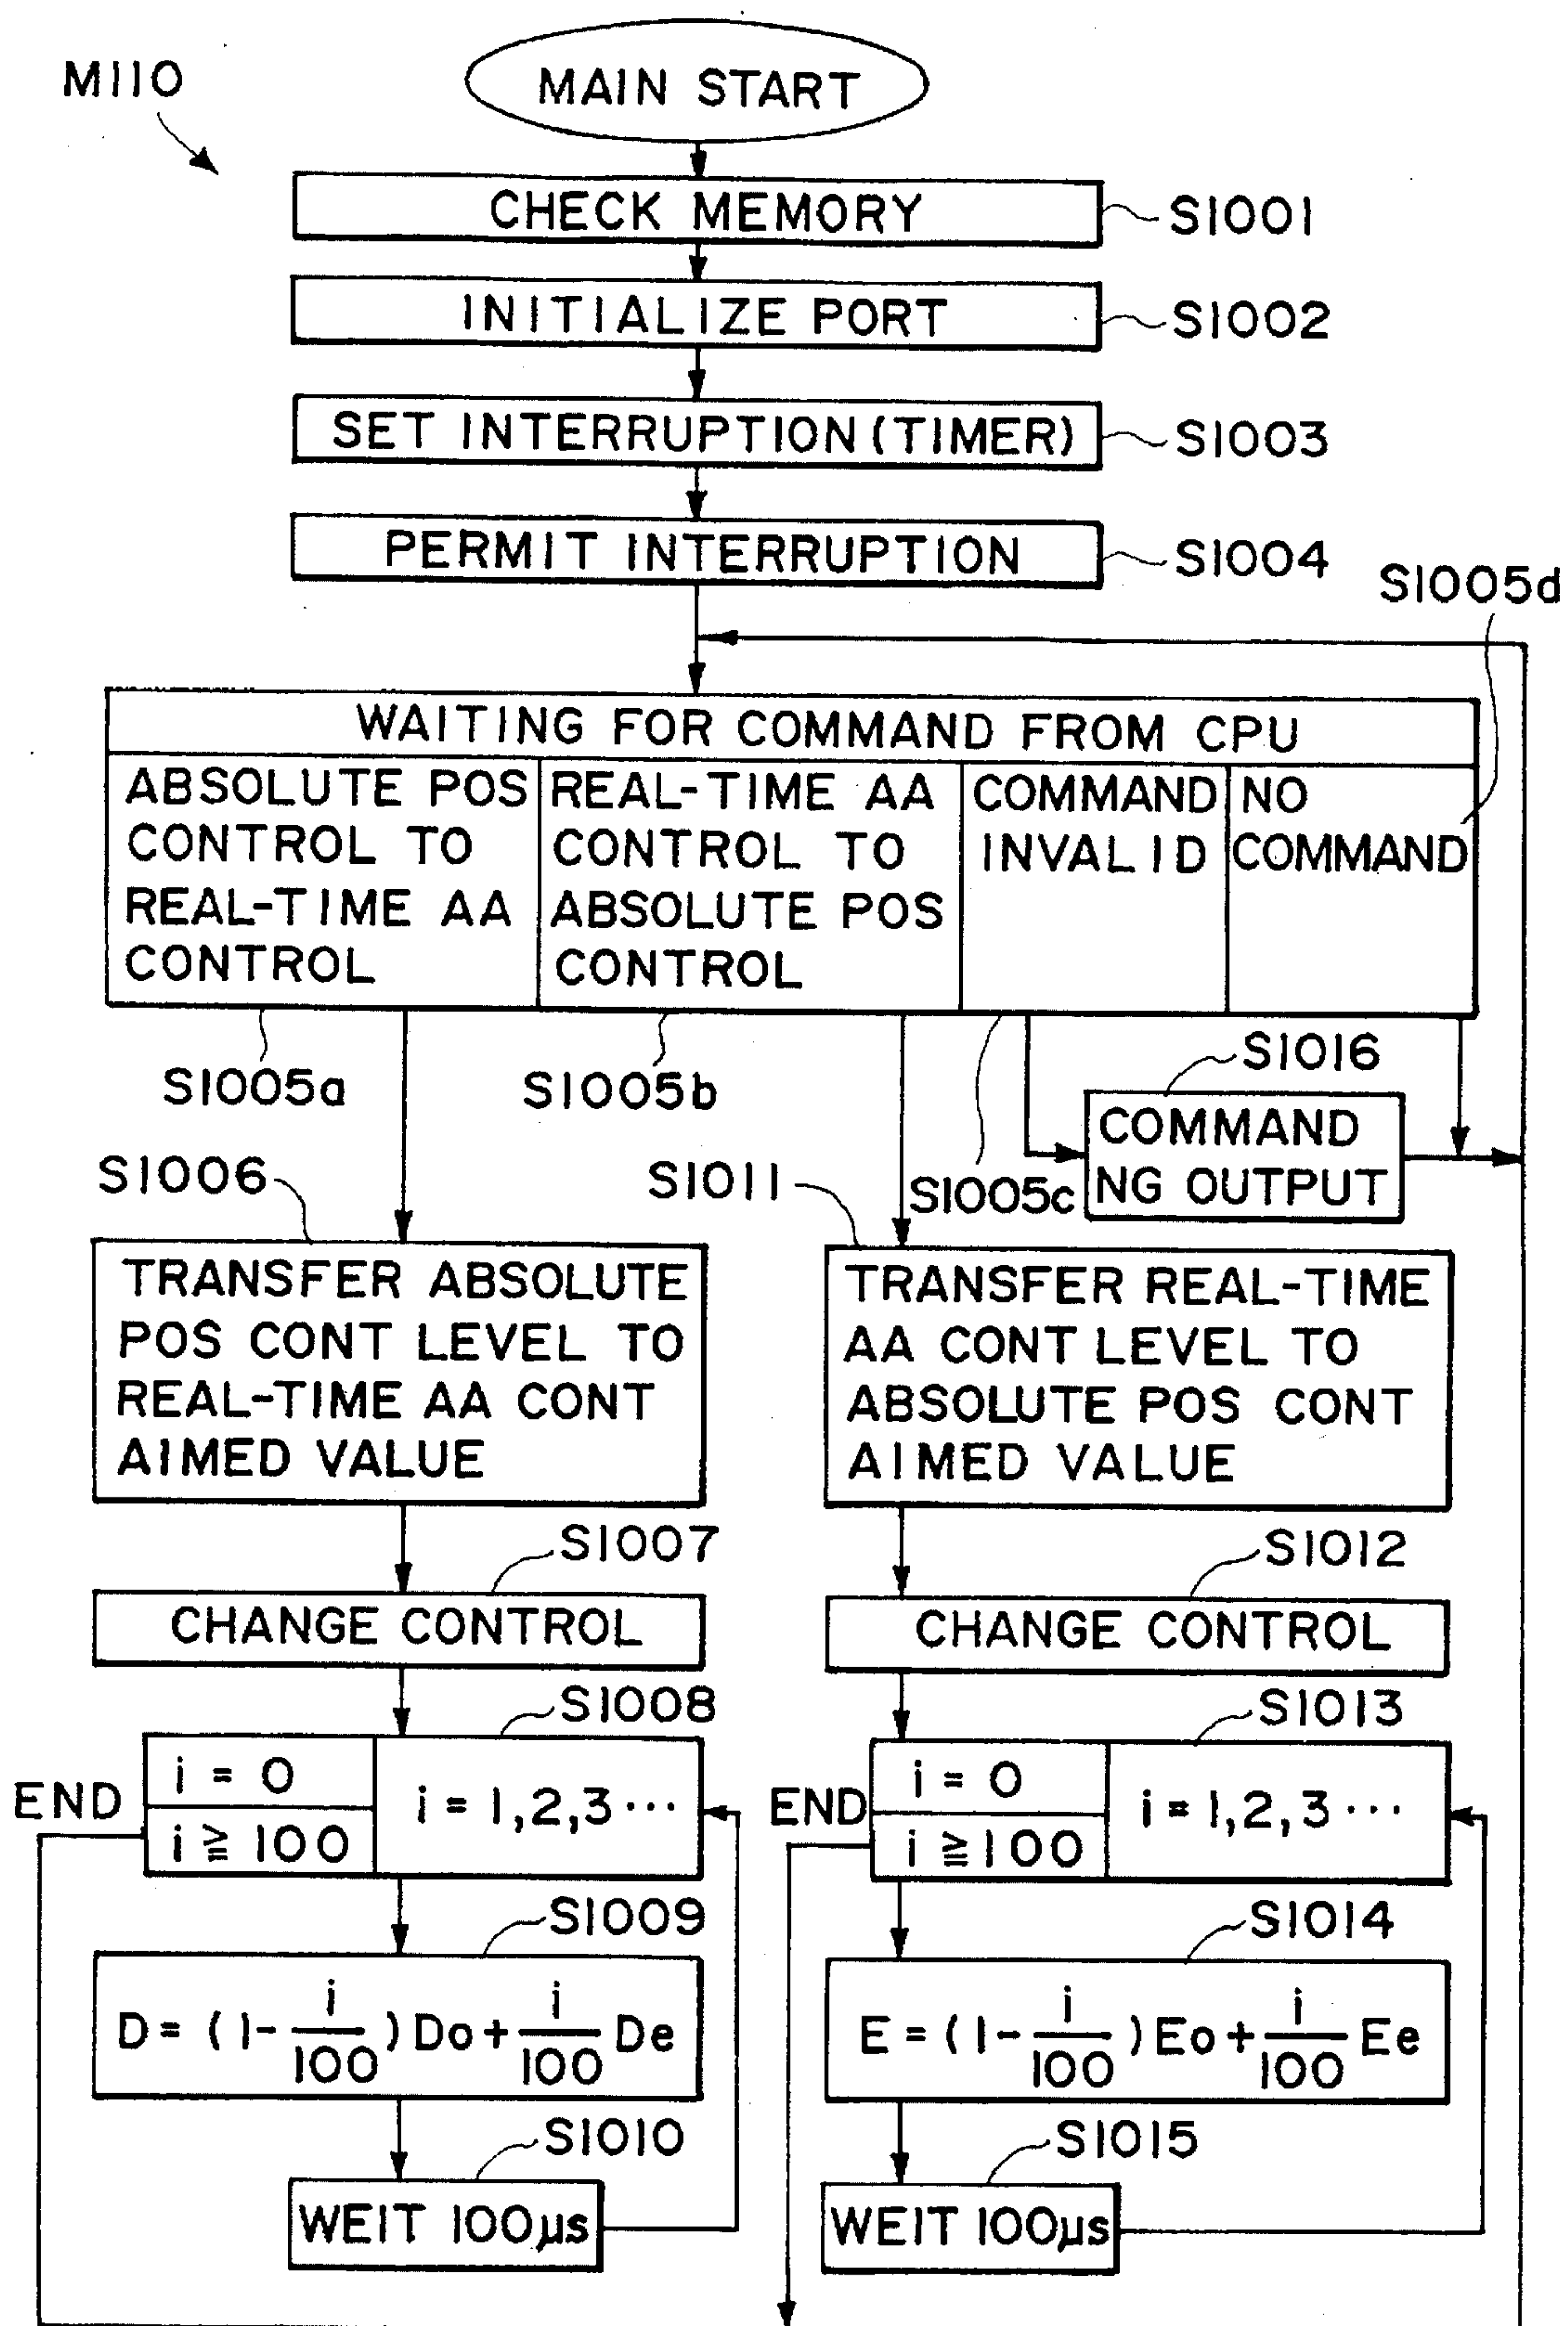 M110
MAIN START
CHECK MEMORY
S1001
INITIALIZE PORT
S1002
SET INTERRUPTION (TIMER)
S1003
PERMIT INTERRUPTION
S1004
S1005d
WAITING FOR COMMAND FROM CPU
ABSOLUTE POS
CONTROL TO
REAL-TIME AA
CONTROL
REAL-TIME AA
CONTROL TO
ABSOLUTE POS
CONTROL
COMMAND
INVALID
NO
COMMAND
S1005a
S1005b
S1005c
S1016
COMMAND
NG OUTPUT
S1006
TRANSFER ABSOLUTE
POS CONT LEVEL TO
REAL-TIME AA CONT
AIMED VALUE
S1011
TRANSFER REAL-TIME
AA CONT LEVEL TO
ABSOLUTE POS CONT
AIMED VALUE
S1007
CHANGE CONTROL
S1012
CHANGE CONTROL
S1008
END
i = 0
i ≧ 100
i = 1,2,3 ···
S1013
END
i = 0
i ≧ 100
i = 1,2,3 ···
S1009
D = (1- i/100) Do + i/100 De
S1014
E = (1- i/100) Eo + i/100 Ee
S1010
WEIT 100µs
S1015
WEIT 100µs